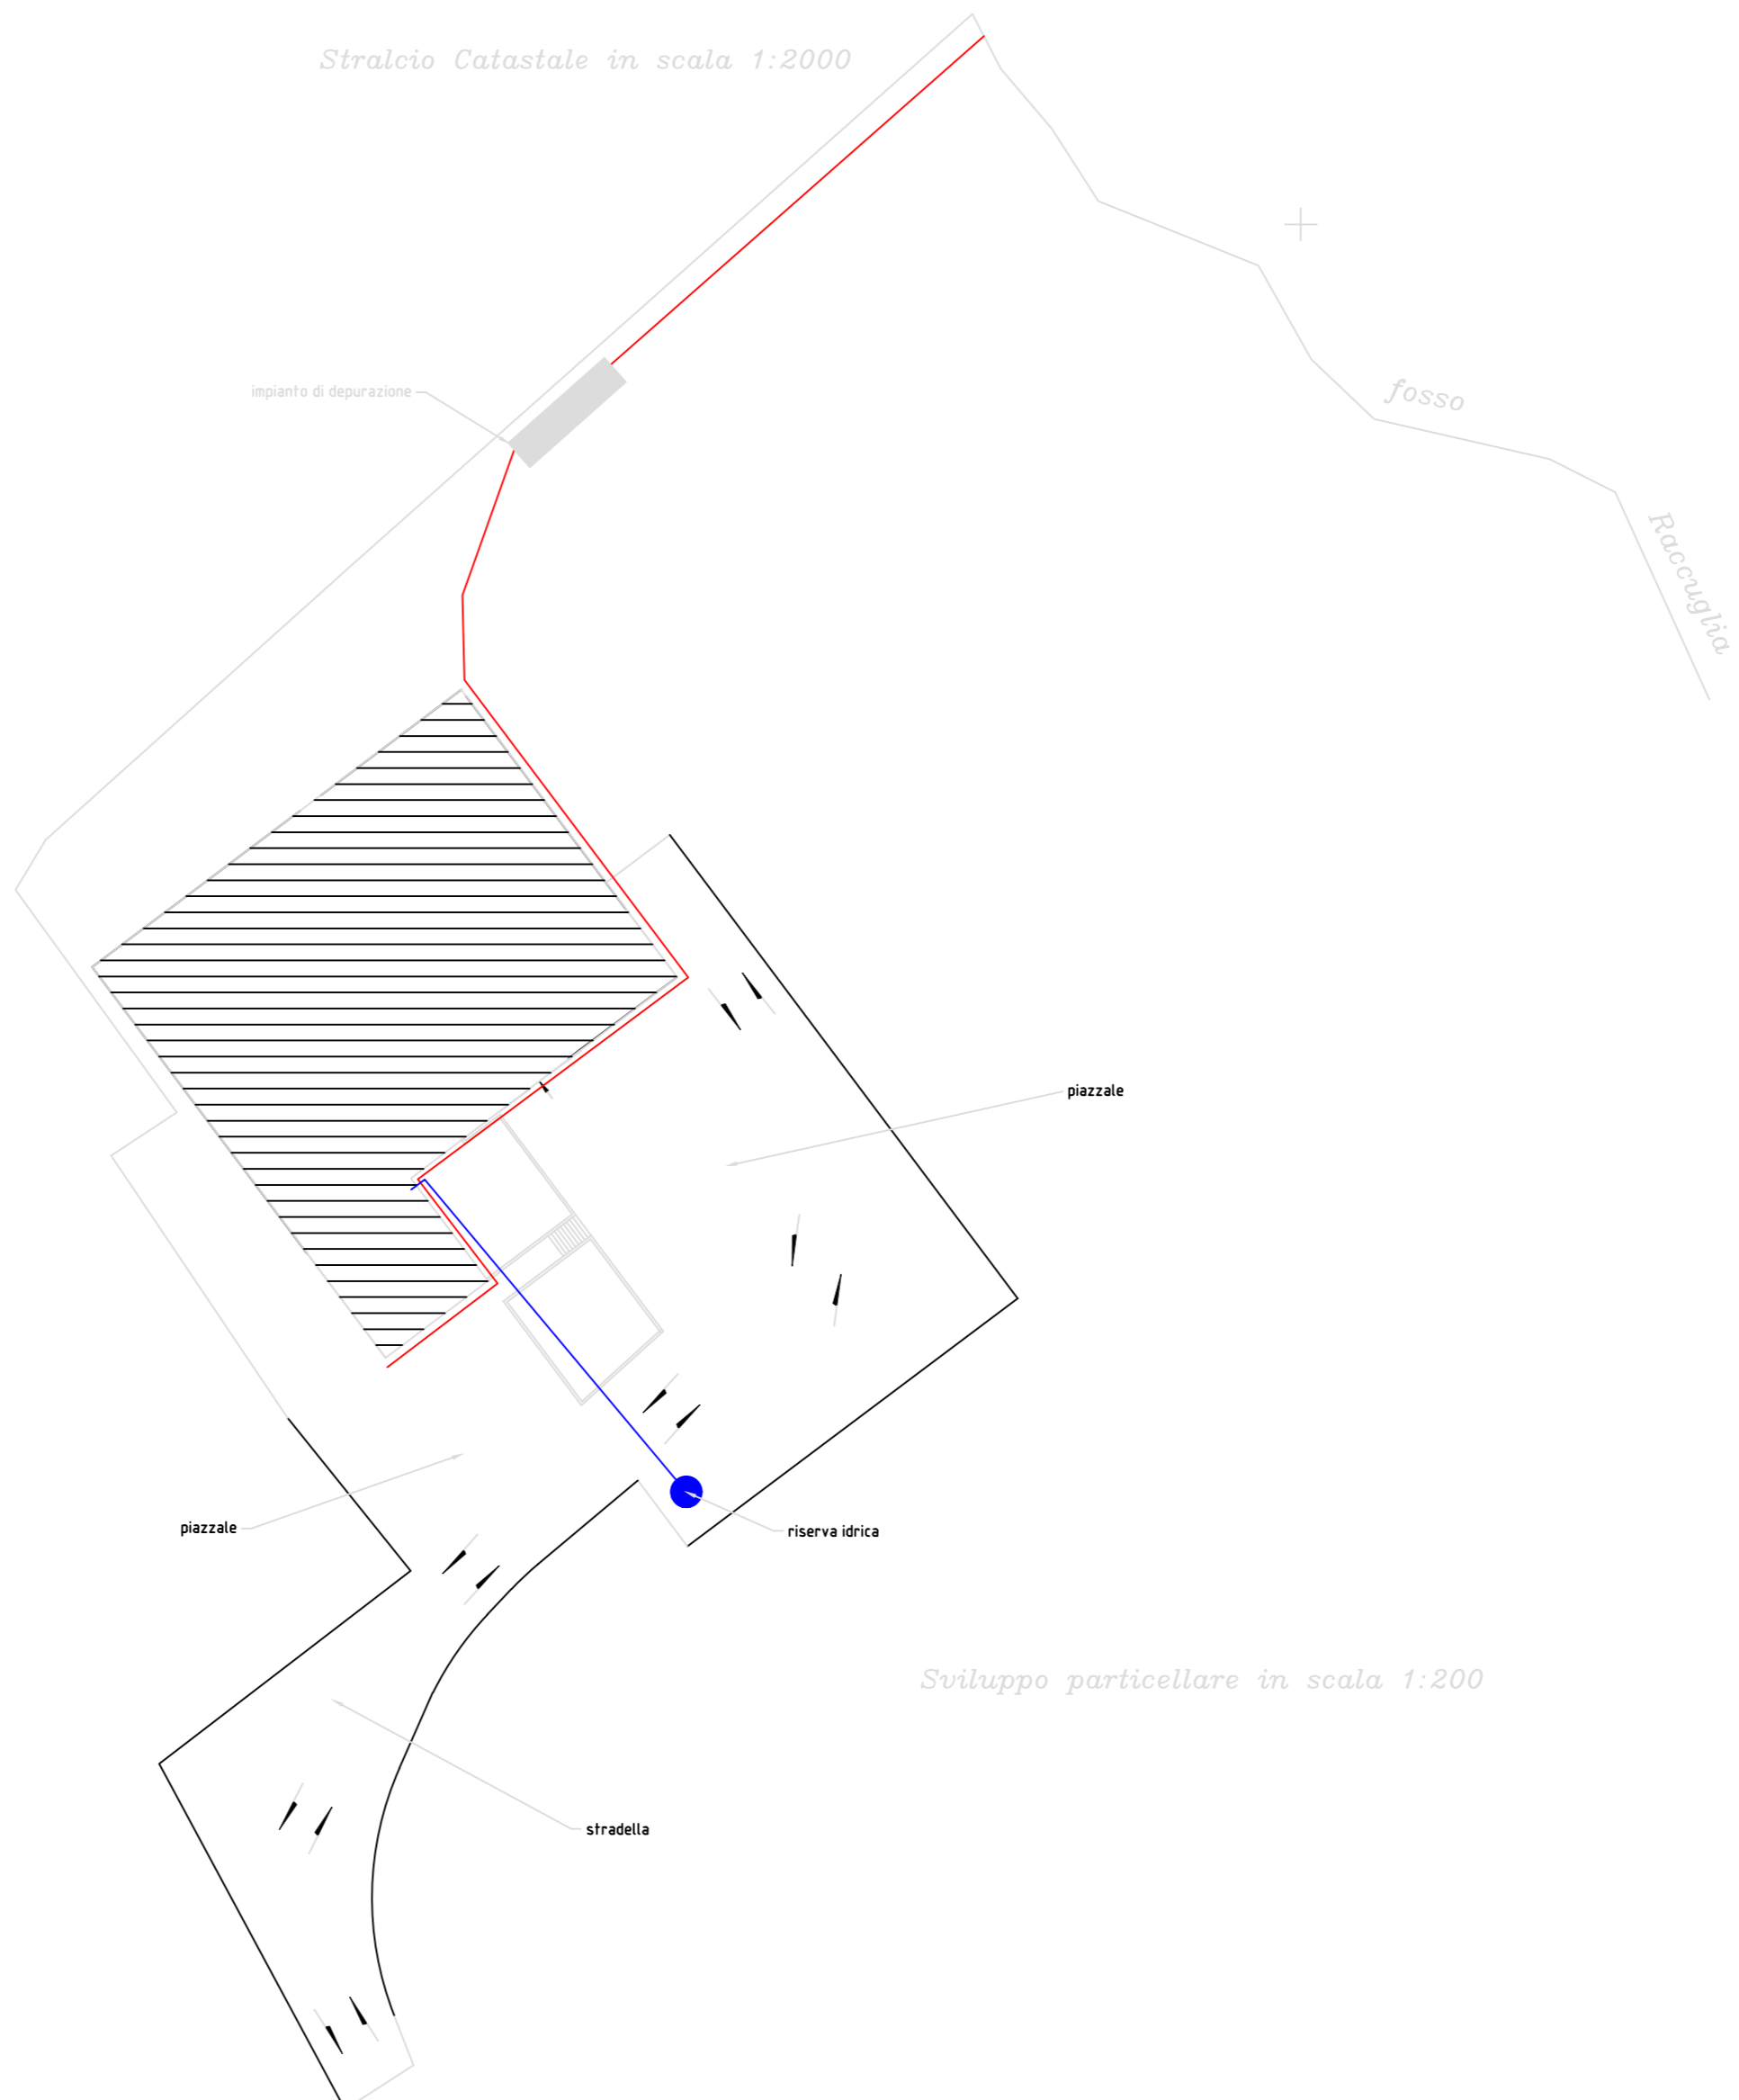 Stralcio Catastale in scala 1:2000
impianto di depurazione
fosso
Raccuglia
piazzale
piazzale
riserva idrica
Sviluppo particellare in scala 1:200
stradella